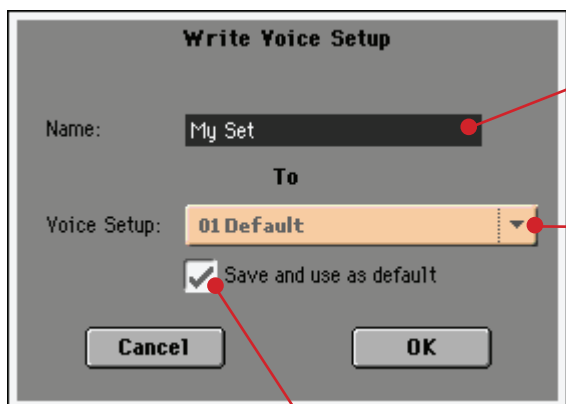 Write Voice Setup
Name: My Set
To
Voice Setup: 01 Default
Save and use as default
Cancel OK